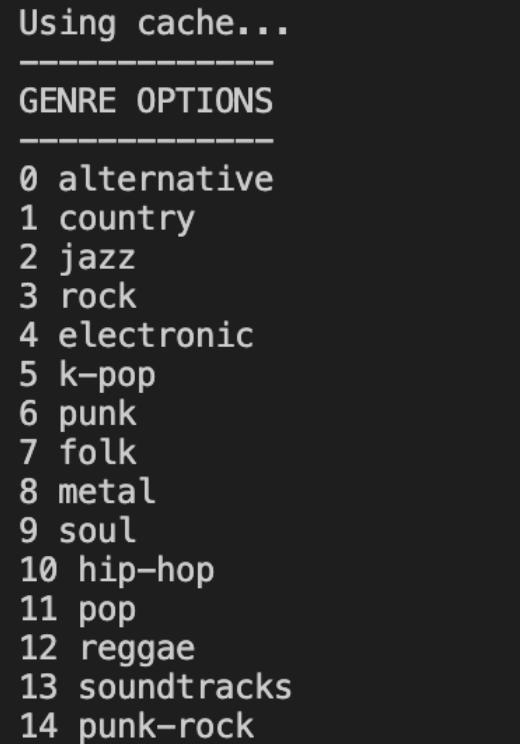 Using cache...
-------------
GENRE OPTIONS
-------------
0 alternative
1 country
2 jazz
3 rock
4 electronic
5 k-pop
6 punk
7 folk
8 metal
9 soul
10 hip-hop
11 pop
12 reggae
13 soundtracks
14 punk-rock